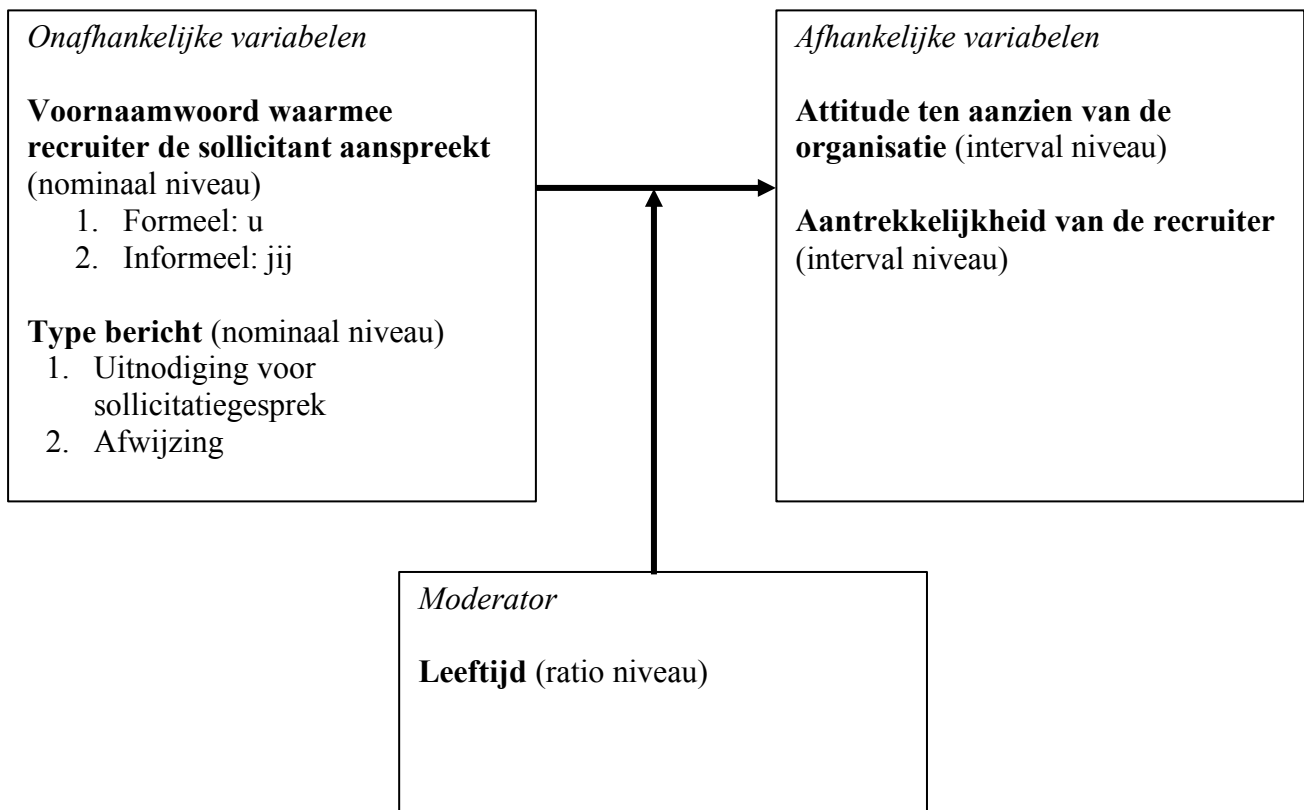 Onafhankelijke variabelen
Voornaamwoord waarmee
recruiter de sollicitant aanspreekt
(nominaal niveau)
1. Formeel: u
2. Informeel: jij
Type bericht (nominaal niveau)
1. Uitnodiging voor
sollicitatiegesprek
2. Afwijzing
Afhankelijke variabelen
Attitude ten aanzien van de
organisatie (interval niveau)
Aantrekkelijkheid van de recruiter
(interval niveau)
Moderator
Leeftijd (ratio niveau)